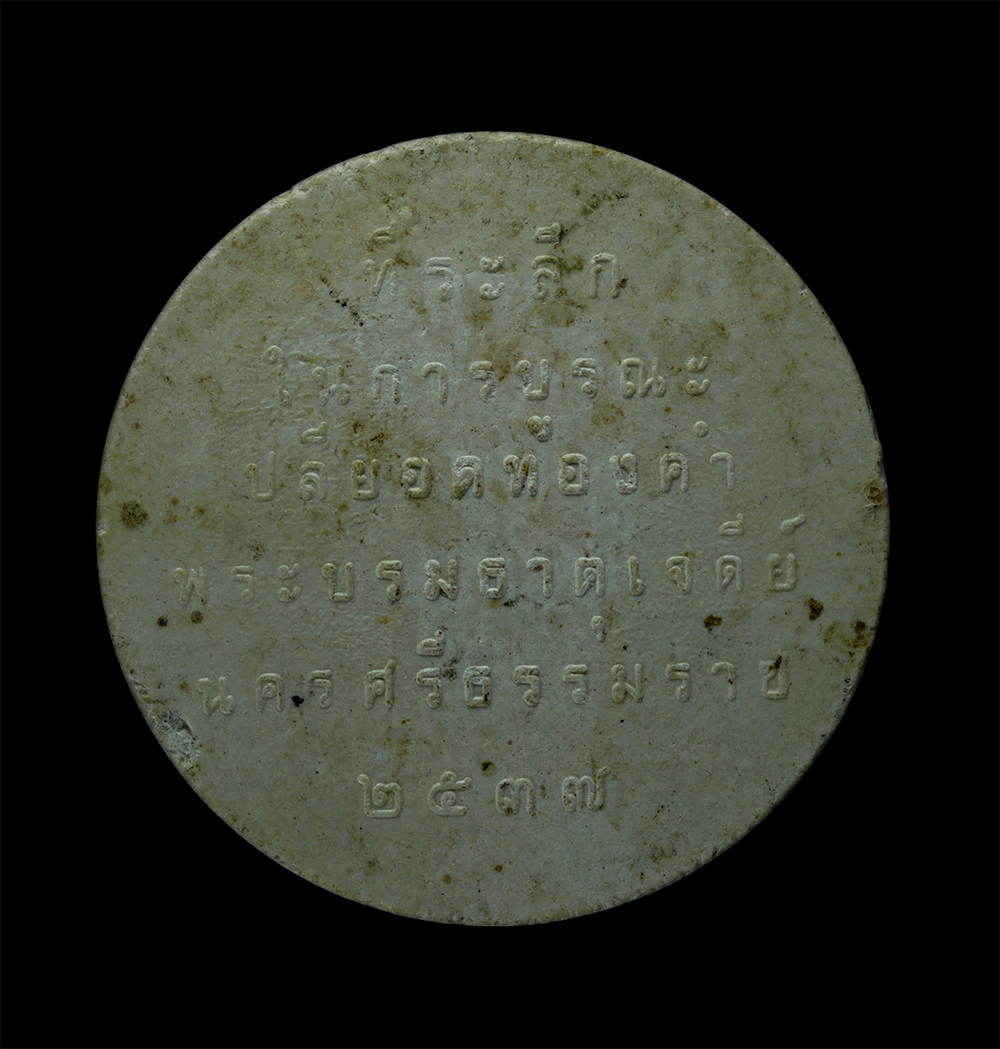 ที่ระลึก
ในการบูรณะ
ปลียอดทองคำ
พระบรมธาตุเจดีย์
นครศรีธรรมราช
๒๕๓๗